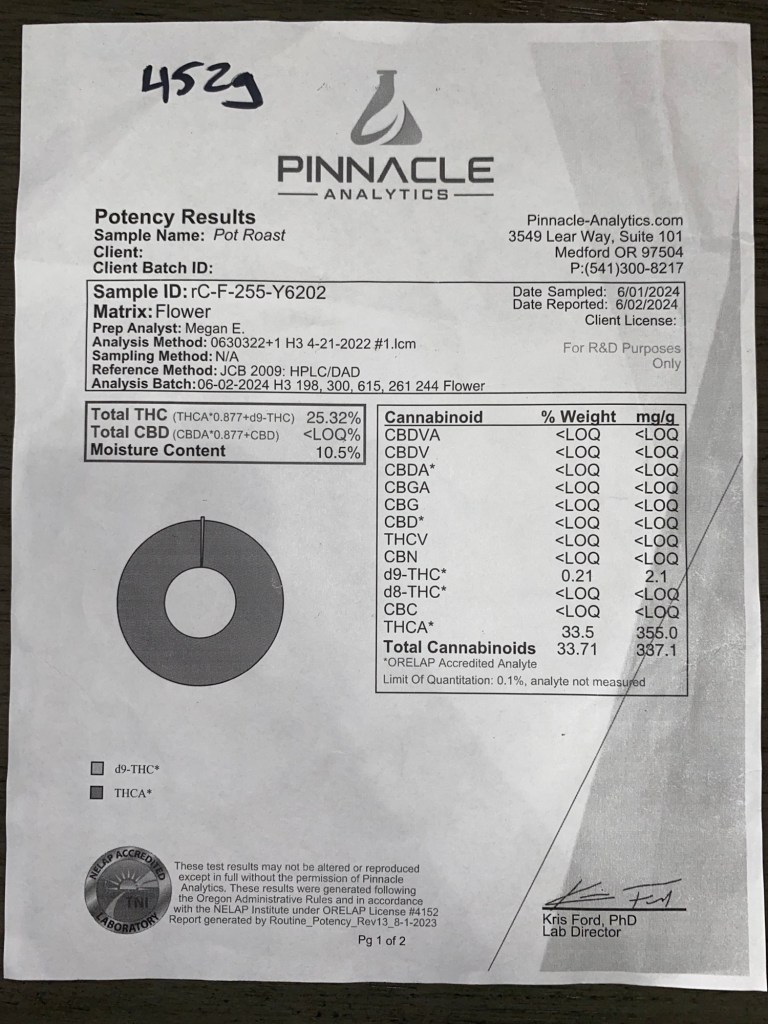 452g
PINNACLE
ANALYTICS
Potency Results
Sample Name: Pot Roast
Client:
Client Batch ID:
Pinnacle-Analytics.com
3549 Lear Way, Suite 101
Medford OR 97504
P:(541)300-8217
Sample ID: rC-F-255-Y6202
Matrix: Flower
Prep Analyst: Megan E.
Analysis Method: 0630322+1 H3 4-21-2022 #1.lcm
Sampling Method: N/A
Reference Method: JCB 2009: HPLC/DAD
Analysis Batch: 06-02-2024 H3 198, 300, 615, 261 244 Flower
Date Sampled: 6/01/2024
Date Reported: 6/02/2024
Client License:
For R&D Purposes
Only
Total THC (THCA*0.877+d9-THC) 25.32%
Total CBD (CBDA*0.877+CBD) <LOQ%
Moisture Content 10.5%
Cannabinoid % Weight mg/g
CBDVA <LOQ <LOQ
CBDV <LOQ <LOQ
CBDA* <LOQ <LOQ
CBGA <LOQ <LOQ
CBG <LOQ <LOQ
CBD* <LOQ <LOQ
THCV <LOQ <LOQ
CBN <LOQ <LOQ
d9-THC* 0.21 2.1
d8-THC* <LOQ <LOQ
CBC <LOQ <LOQ
THCA* 33.5 355.0
Total Cannabinoids 33.71 337.1
*ORELAP Accredited Analyte
Limit Of Quantitation: 0.1%, analyte not measured
d9-THC*
THCA*
NELAP ACCREDITED
TNI
LABORATORY
These test results may not be altered or reproduced
except in full without the permission of Pinnacle
Analytics. These results were generated following
the Oregon Administrative Rules and in accordance
with the NELAP Institute under ORELAP License #4152
Report generated by Routine_Potency_Rev13_8-1-2023
Pg 1 of 2
Kris Ford, PhD
Lab Director